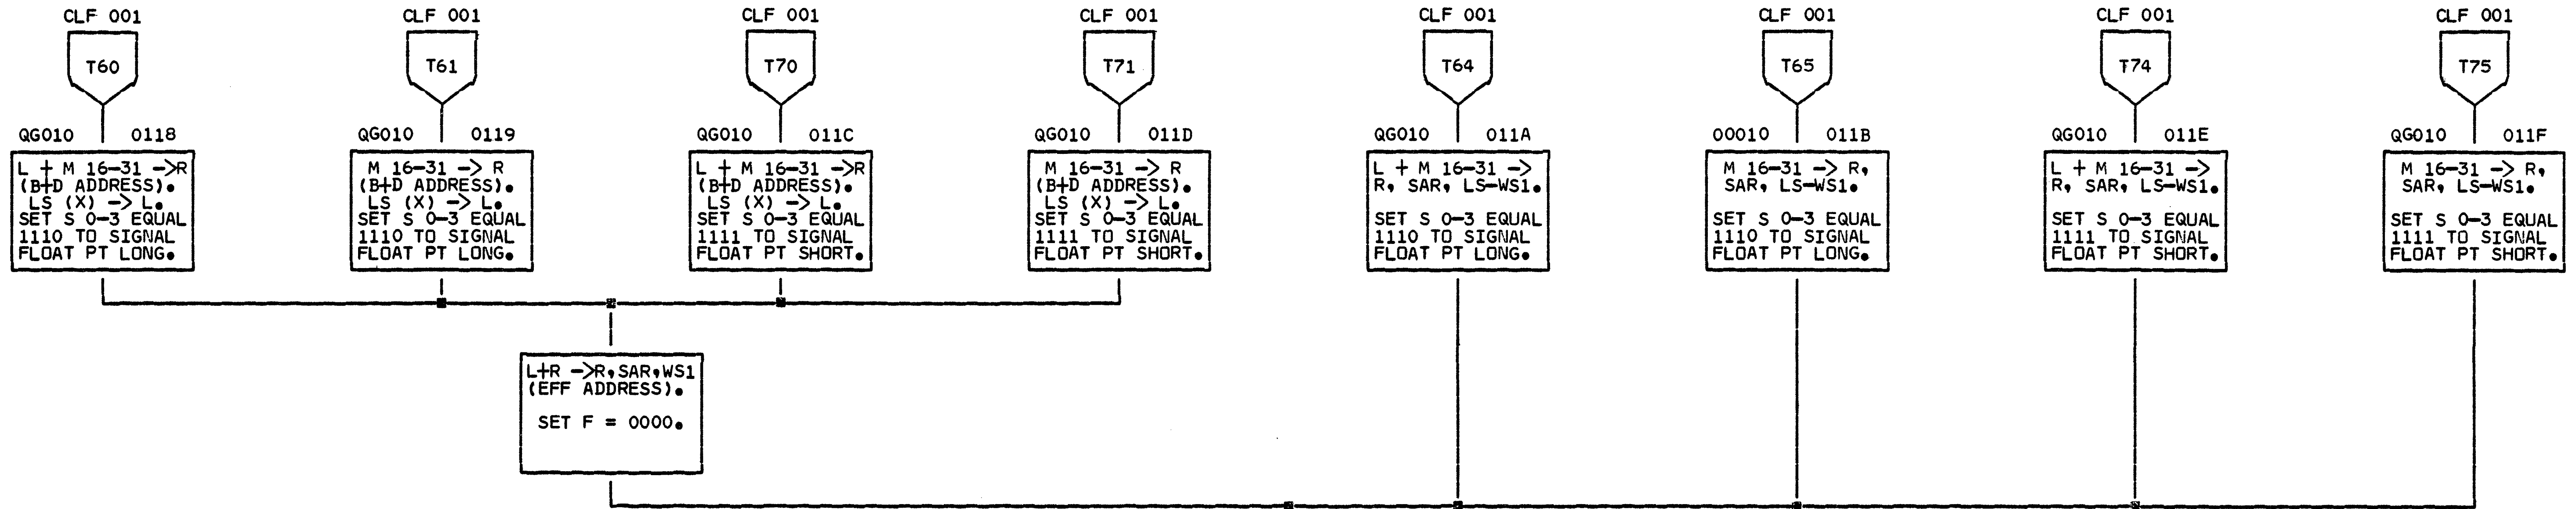 CLF 001 CLF 001 CLF 001 CLF 001 CLF 001 CLF 001 CLF 001 CLF 001
T60 T61 T70 T71 T64 T65 T74 T75
QG010 0118
L + M 16-31 ->R
(B+D ADDRESS).
LS (X) -> L.
SET S 0-3 EQUAL
1110 TO SIGNAL
FLOAT PT LONG.
QG010 0119
M 16-31 -> R
(B+D ADDRESS).
LS (X) -> L.
SET S 0-3 EQUAL
1110 TO SIGNAL
FLOAT PT LONG.
QG010 011C
L + M 16-31 ->R
(B+D ADDRESS).
LS (X) -> L.
SET S 0-3 EQUAL
1111 TO SIGNAL
FLOAT PT SHORT.
QG010 011D
M 16-31 -> R
(B+D ADDRESS).
LS (X) -> L.
SET S 0-3 EQUAL
1111 TO SIGNAL
FLOAT PT SHORT.
QG010 011A
L + M 16-31 ->
R, SAR, LS-WS1.
SET S 0-3 EQUAL
1110 TO SIGNAL
FLOAT PT LONG.
00010 011B
M 16-31 -> R,
SAR, LS-WS1.
SET S 0-3 EQUAL
1110 TO SIGNAL
FLOAT PT LONG.
QG010 011E
L + M 16-31 ->
R, SAR, LS-WS1.
SET S 0-3 EQUAL
1111 TO SIGNAL
FLOAT PT SHORT.
QG010 011F
M 16-31 -> R,
SAR, LS-WS1.
SET S 0-3 EQUAL
1111 TO SIGNAL
FLOAT PT SHORT.
L+R ->R,SAR,WS1
(EFF ADDRESS).
SET F = 0000.